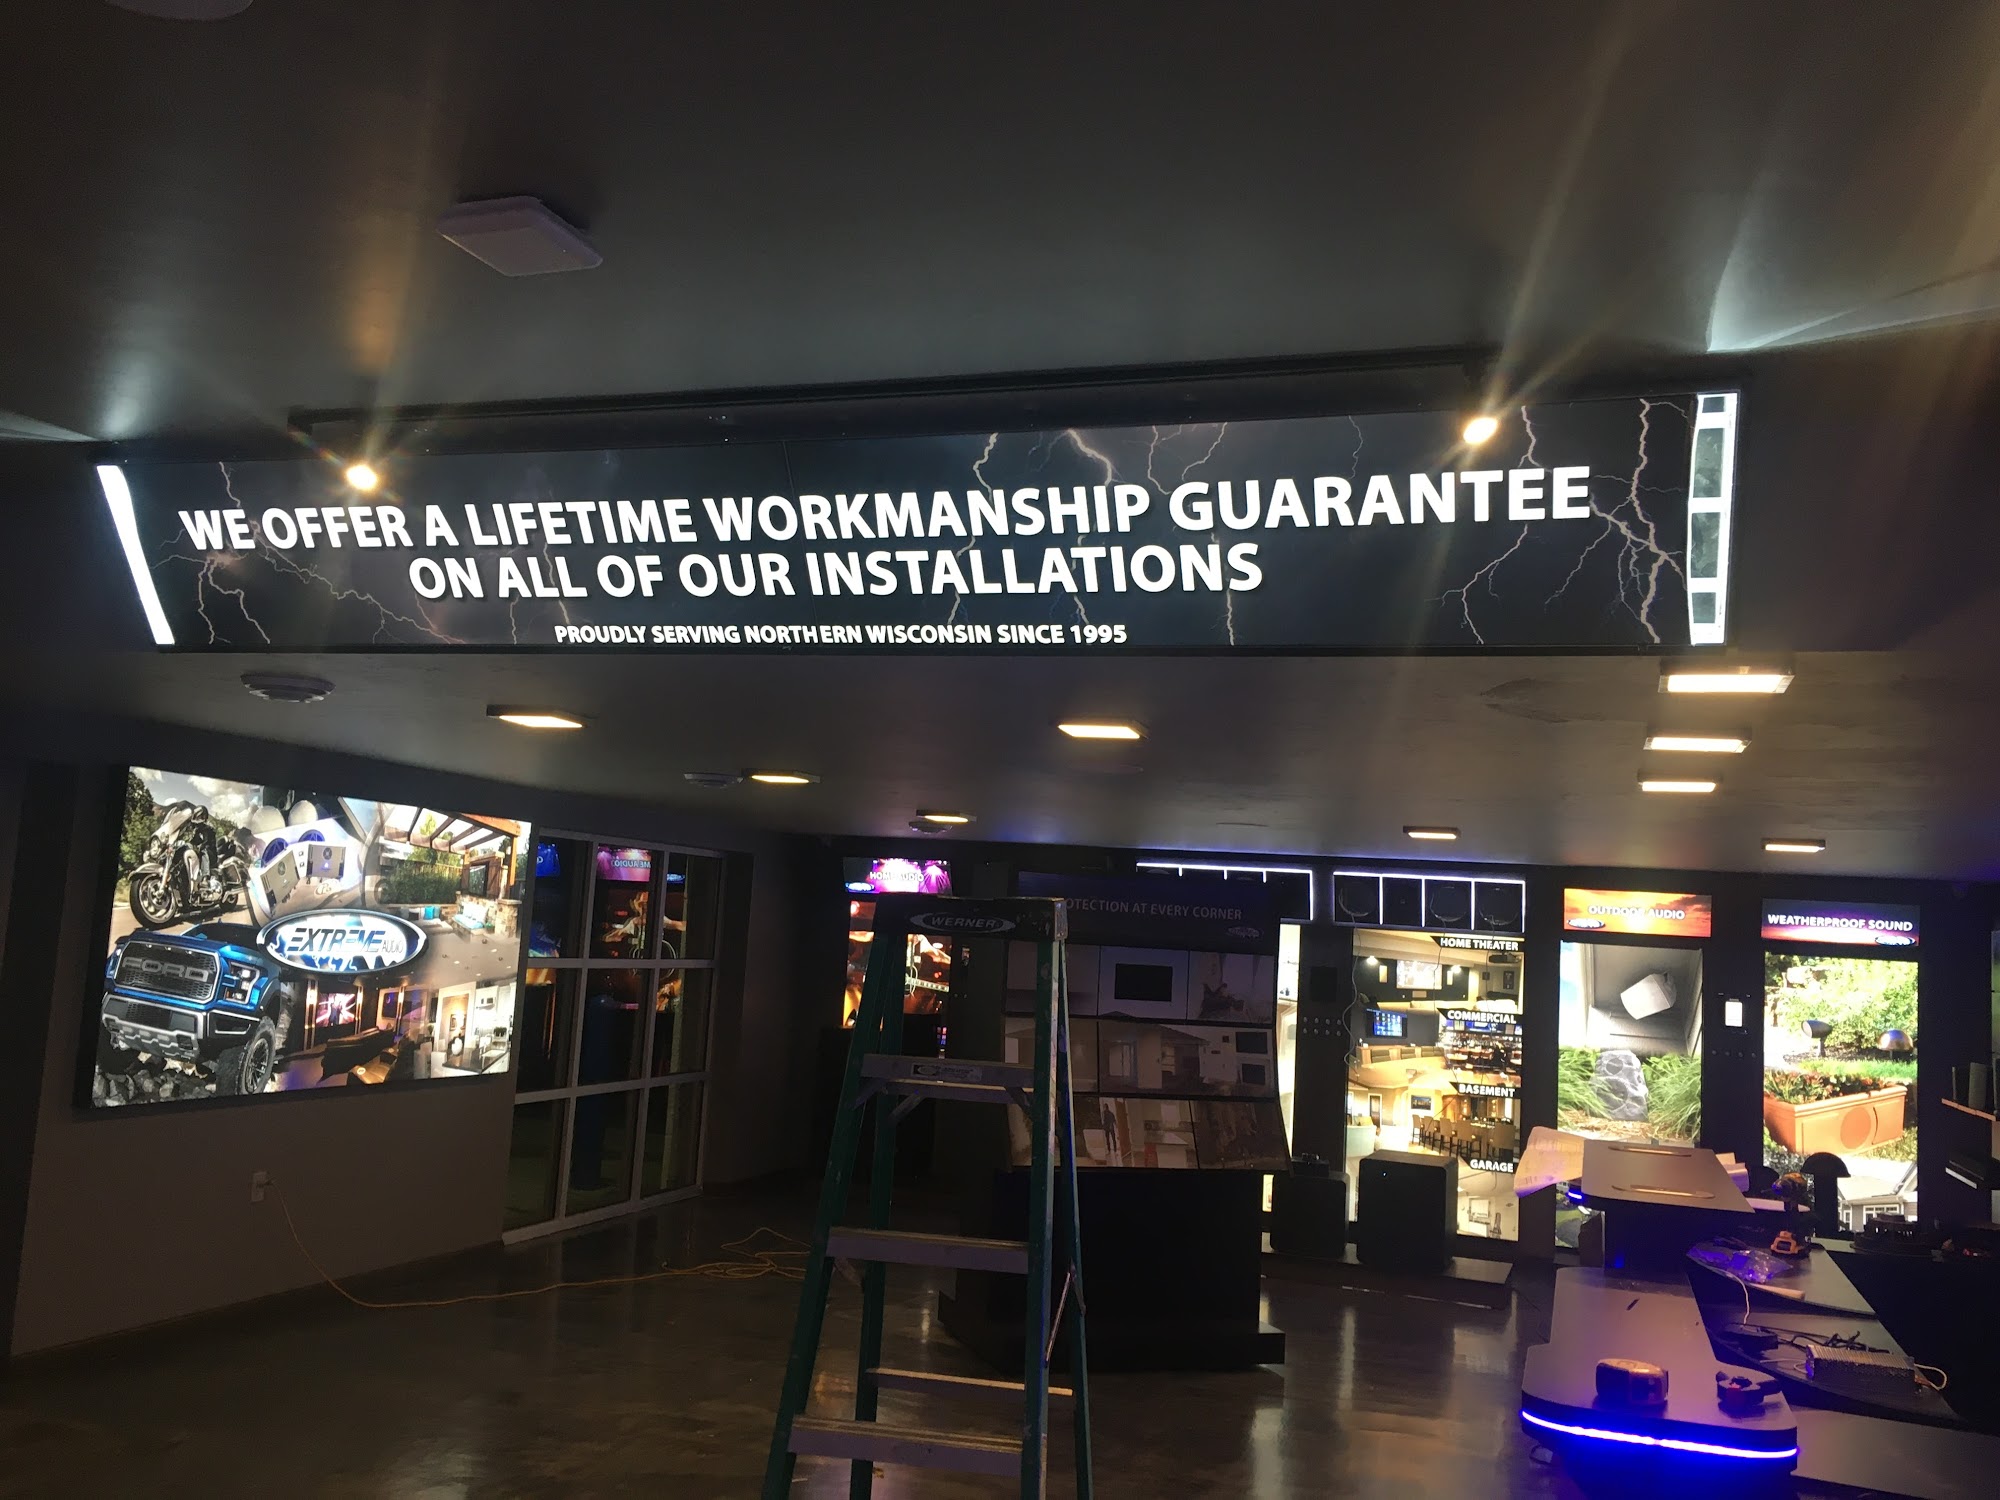 WE OFFER A LIFETIME WORKMANSHIP GUARANTEE
ON ALL OF OUR INSTALLATIONS
PROUDLY SERVING NORTHERN WISCONSIN SINCE 1995
EXTREME AUDIO
FORD
HOME AUDIO
WERNER
PROTECTION AT EVERY CORNER
HOME THEATER
COMMERCIAL
BASEMENT
GARAGE
OUTDOOR AUDIO
WEATHERPROOF SOUND